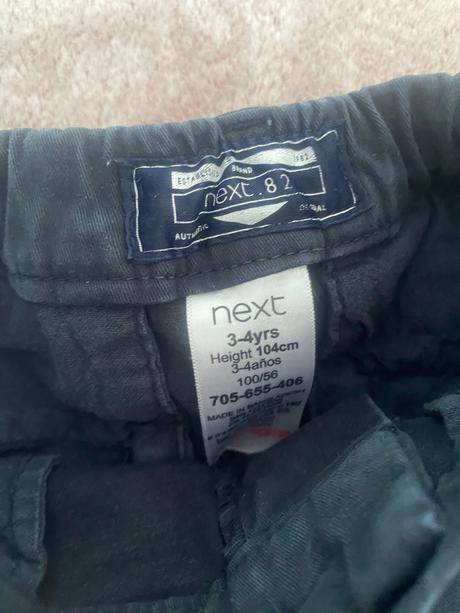 ESTABLISHED BRAND 1982
next.82
AUTHENTIC ORIGINAL
next
3-4yrs
Height 104cm
3-4años
100/56
705-655-406
MADE IN BANGLADESH